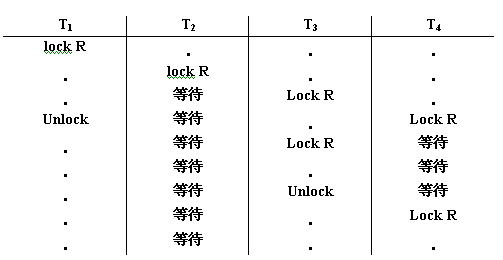 T₁ T₂ T₃ T₄
lock R . . .
. lock R . .
. 等待 Lock R .
Unlock 等待 . Lock R
. 等待 Lock R 等待
. 等待 . 等待
. 等待 Unlock 等待
. 等待 . Lock R
. 等待 . .